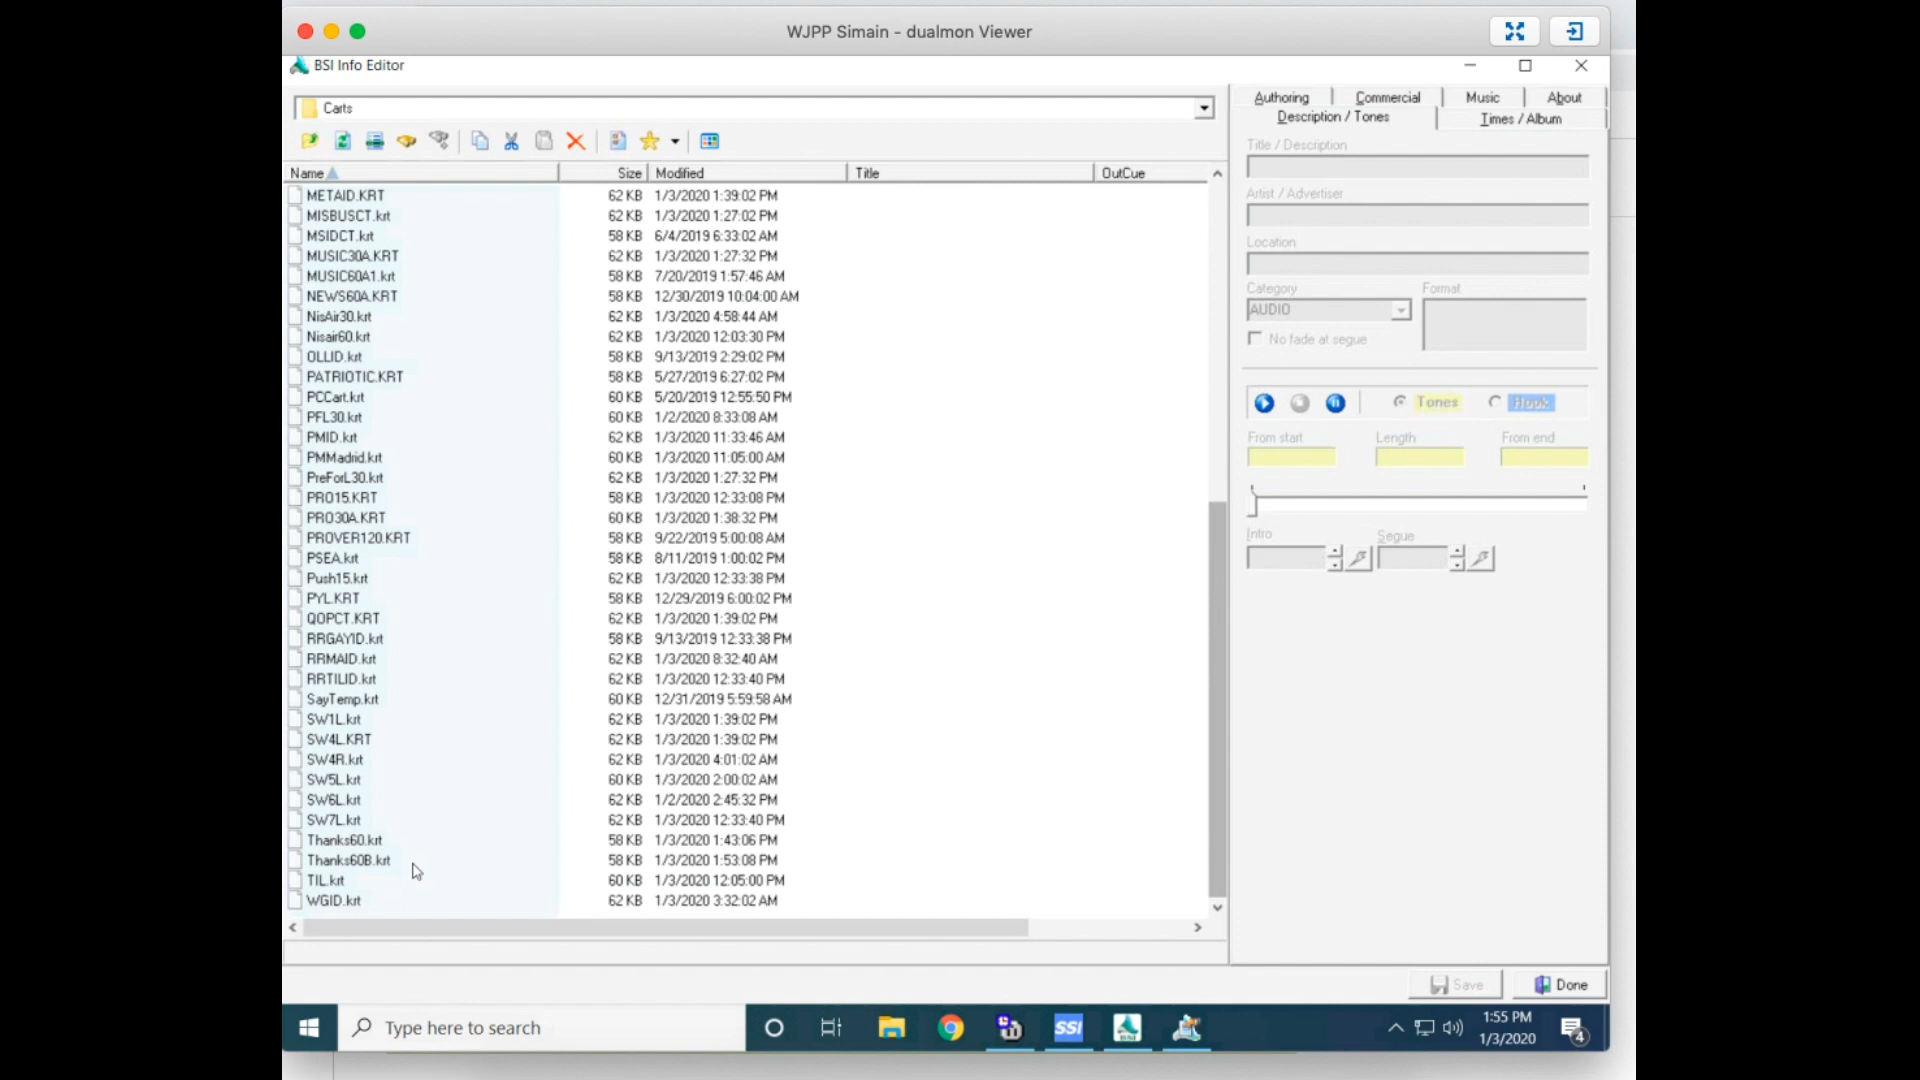 WJPP Simain - dualmon Viewer
BSI Info Editor
Carts
Name Size Modified Title OutCue
METAID.KRT 62 KB 1/3/2020 1:39:02 PM
MISBUSCT.krt 62 KB 1/3/2020 1:27:02 PM
MSIDCT.krt 58 KB 6/4/2019 6:33:02 AM
MUSIC30A.KRT 62 KB 1/3/2020 1:27:32 PM
MUSIC60A1.krt 58 KB 7/20/2019 1:57:46 AM
NEWS60A.KRT 58 KB 12/30/2019 10:04:00 AM
NisAir30.krt 62 KB 1/3/2020 4:58:44 AM
Nisair60.krt 62 KB 1/3/2020 12:03:30 PM
OLLID.krt 58 KB 9/13/2019 2:29:02 PM
PATRIOTIC.KRT 58 KB 5/27/2019 6:27:02 PM
PCCart.krt 60 KB 5/20/2019 12:55:50 PM
PFL30.krt 60 KB 1/2/2020 8:33:08 AM
PMID.krt 62 KB 1/3/2020 11:33:46 AM
PMMadrid.krt 60 KB 1/3/2020 11:05:00 AM
PreForL30.krt 62 KB 1/3/2020 1:27:32 PM
PRO15.KRT 58 KB 1/3/2020 12:33:08 PM
PRO30A.KRT 60 KB 1/3/2020 1:38:32 PM
PROVER120.KRT 58 KB 9/22/2019 5:00:08 AM
PSEA.krt 58 KB 8/11/2019 1:00:02 PM
Push15.krt 62 KB 1/3/2020 12:33:38 PM
PYL.KRT 58 KB 12/29/2019 6:00:02 PM
QOPCT.KRT 62 KB 1/3/2020 1:39:02 PM
RRGAYID.krt 58 KB 9/13/2019 12:33:38 PM
RRMAID.krt 62 KB 1/3/2020 8:32:40 AM
RRTILID.krt 62 KB 1/3/2020 12:33:40 PM
SayTemp.krt 60 KB 12/31/2019 5:59:58 AM
SW1L.krt 62 KB 1/3/2020 1:39:02 PM
SW4L.KRT 62 KB 1/3/2020 1:39:02 PM
SW4R.krt 62 KB 1/3/2020 4:01:02 AM
SW5L.krt 60 KB 1/3/2020 2:00:02 AM
SW6L.krt 62 KB 1/2/2020 2:45:32 PM
SW7L.krt 62 KB 1/3/2020 12:33:40 PM
Thanks60.krt 58 KB 1/3/2020 1:43:06 PM
Thanks60B.krt 58 KB 1/3/2020 1:53:08 PM
TIL.krt 60 KB 1/3/2020 12:05:00 PM
WGID.krt 62 KB 1/3/2020 3:32:02 AM
Authoring Commercial Music About
Description / Tones Times / Album
Title / Description
Artist / Advertiser
Location
Category Format
AUDIO
No fade at segue
Tones Hook
From start Length From end
Intro Segue
Save Done
Type here to search
SSI
BSI
1:55 PM
1/3/2020
4